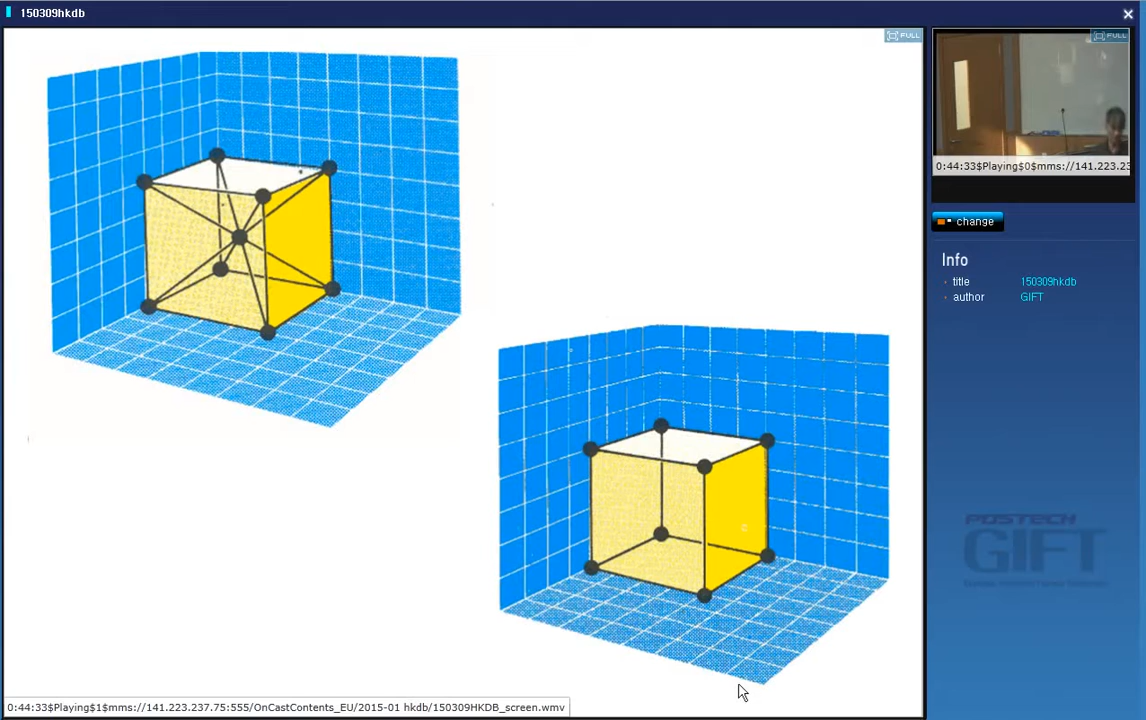 150309hkdb
FULL
FULL
0:44:33$Playing$0$mms://141.223.23
change
Info
title 150309hkdb
author GIFT
POSTECH
GIFT
0:44:33$Playing$1$mms://141.223.237.75:555/OnCastContents_EU/2015-01 hkdb/150309HKDB_screen.wmv